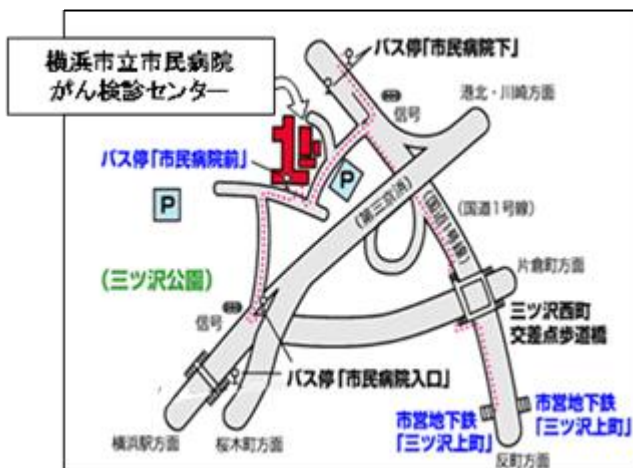 横浜市立市民病院
がん検診センター
バス停「市民病院下」
信号
港北・川崎方面
バス停「市民病院前」
P
P
(第三京浜)
(国道1号線)
(国道1号線)
(三ツ沢公園)
片倉町方面
三ツ沢西町
交差点歩道橋
信号
バス停「市民病院入口」
市営地下鉄
「三ツ沢上町」
市営地下鉄
「三ツ沢上町」
横浜駅方面
桜木町方面
反町方面